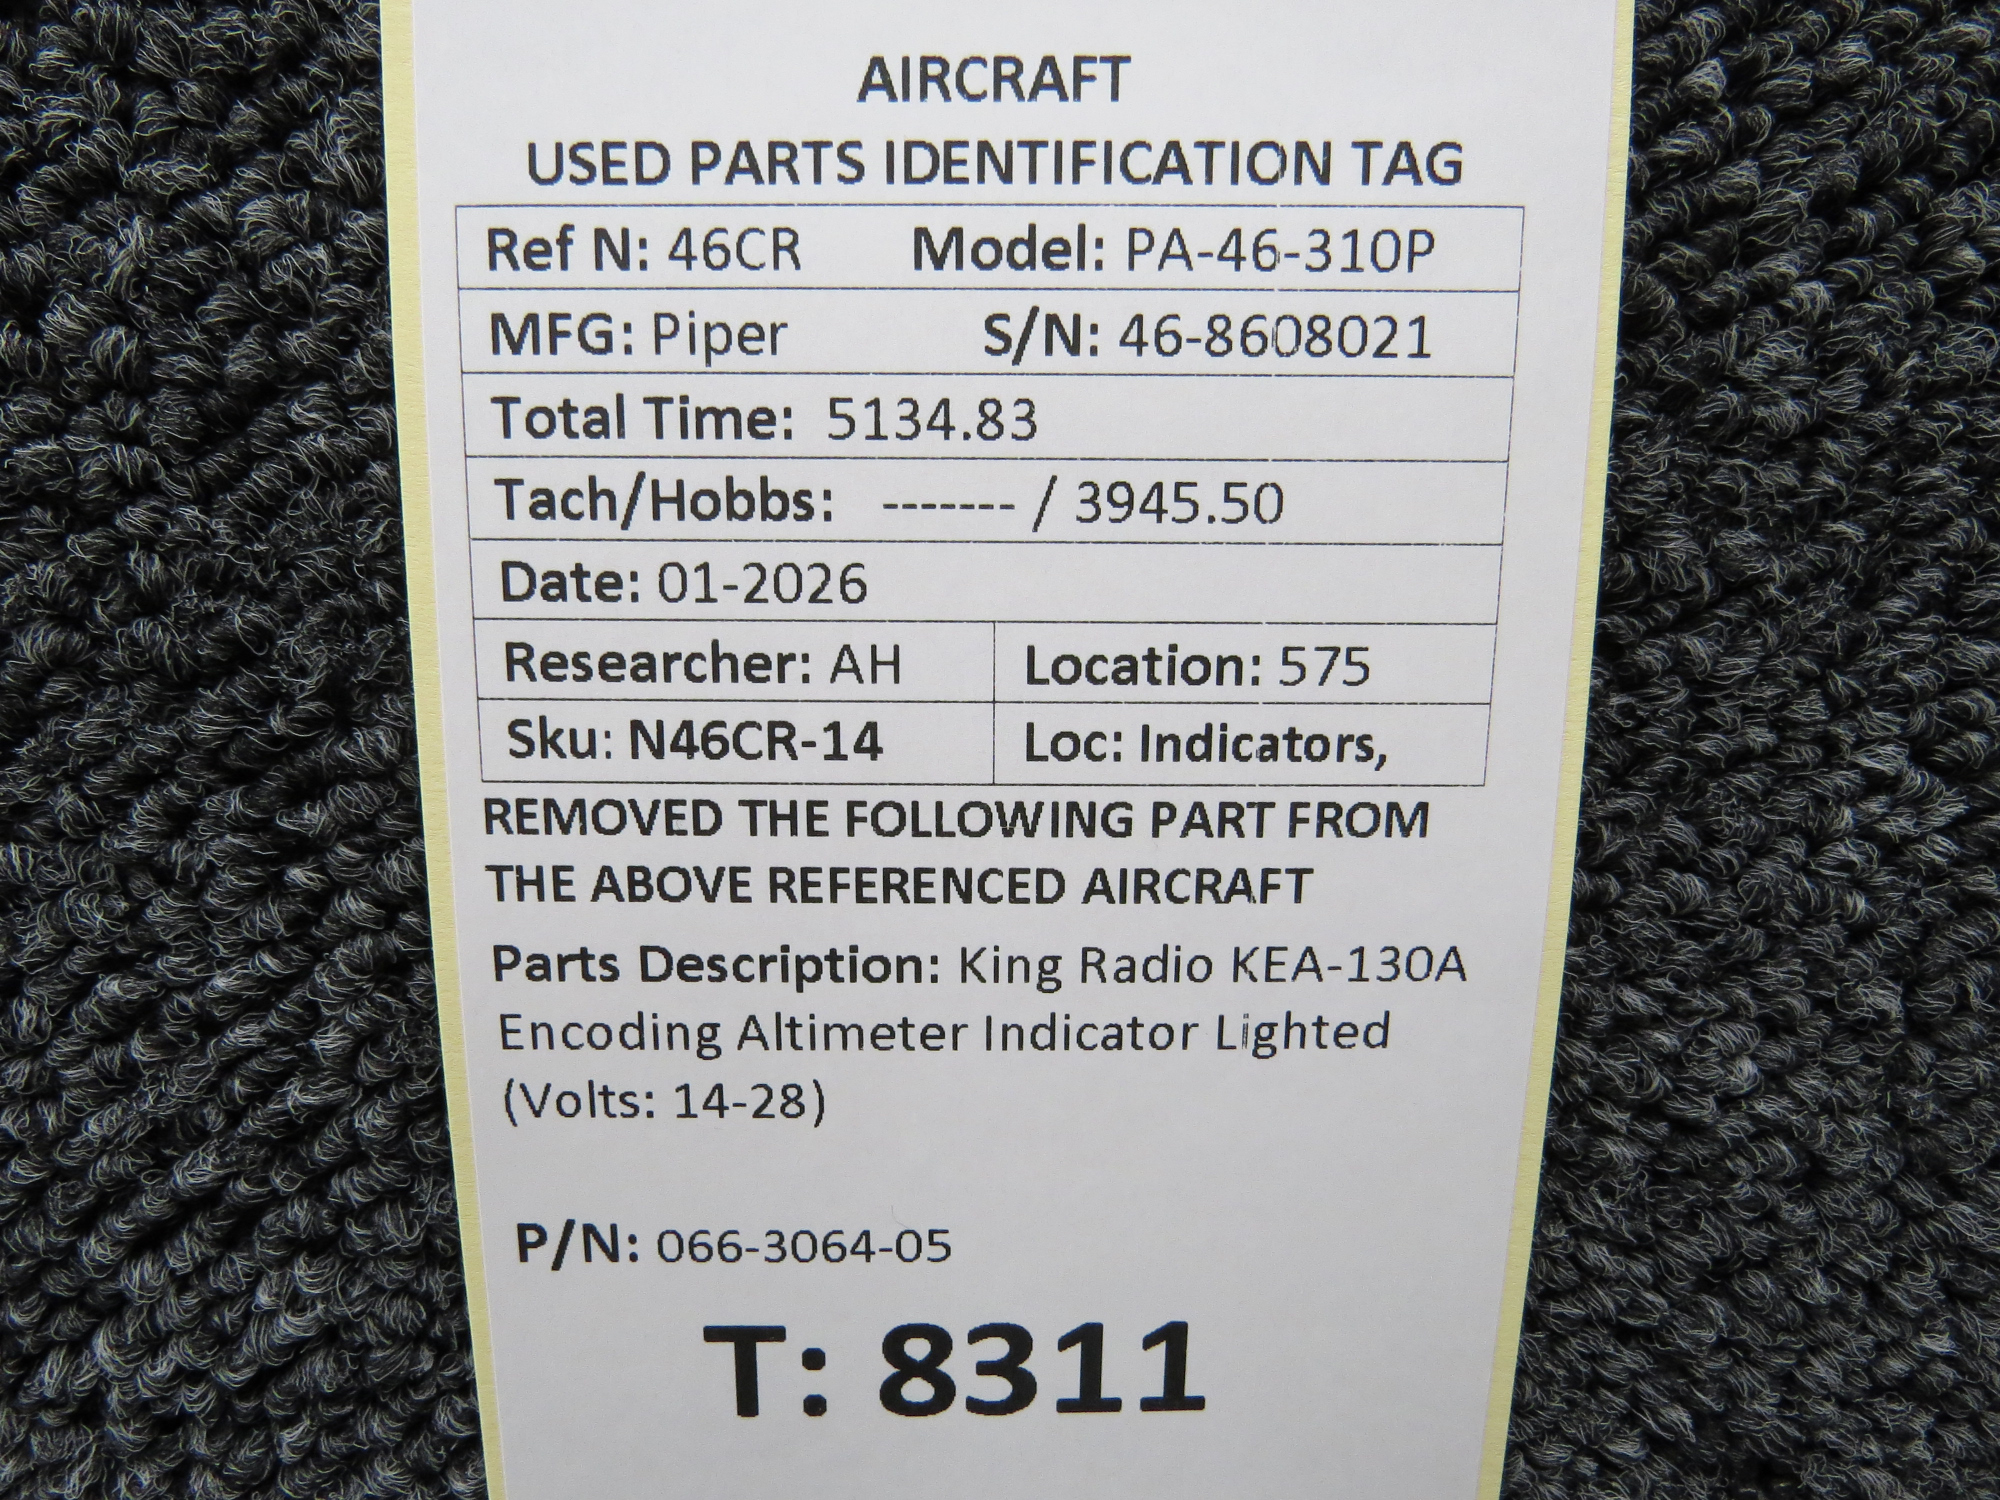 AIRCRAFT
USED PARTS IDENTIFICATION TAG
Ref N: 46CR Model: PA-46-310P
MFG: Piper S/N: 46-8608021
Total Time: 5134.83
Tach/Hobbs: ------- / 3945.50
Date: 01-2026
Researcher: AH Location: 575
Sku: N46CR-14 Loc: Indicators,
REMOVED THE FOLLOWING PART FROM
THE ABOVE REFERENCED AIRCRAFT
Parts Description: King Radio KEA-130A
Encoding Altimeter Indicator Lighted
(Volts: 14-28)
P/N: 066-3064-05
T: 8311